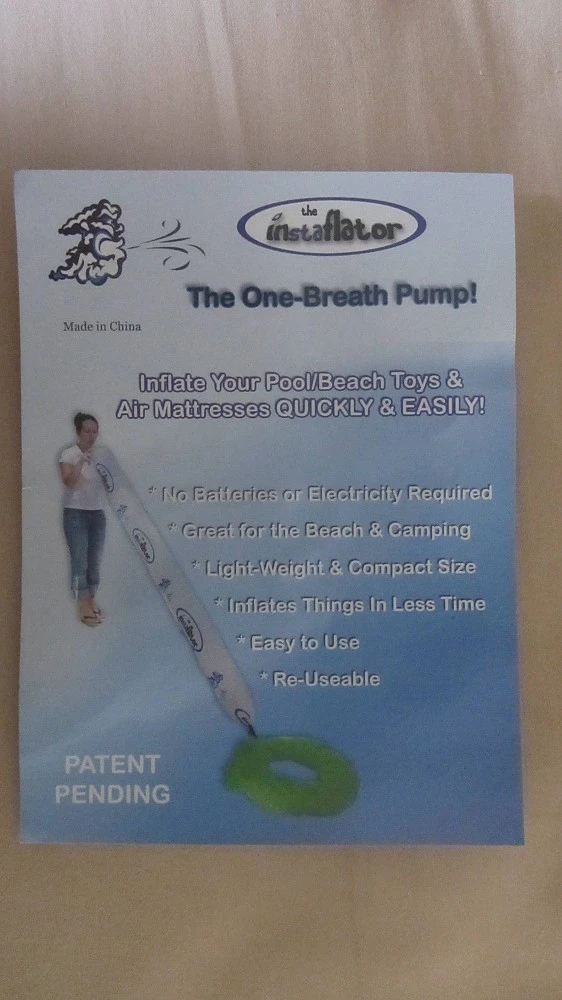 the
instaflator
The One-Breath Pump!
Made in China
Inflate Your Pool/Beach Toys &
Air Mattresses QUICKLY & EASILY!
* No Batteries or Electricity Required
* Great for the Beach & Camping
* Light-Weight & Compact Size
* Inflates Things In Less Time
* Easy to Use
* Re-Useable
PATENT
PENDING